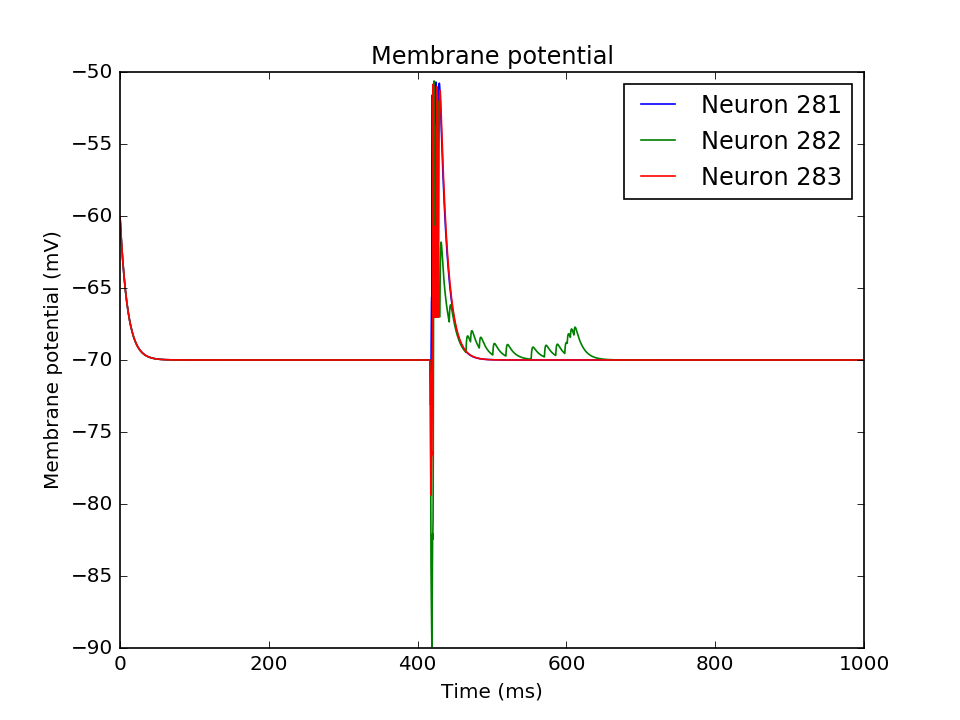 Membrane potential
Membrane potential (mV)
−50
−55
−60
−65
−70
−75
−80
−85
−90
Neuron 281
Neuron 282
Neuron 283
0 200 400 600 800 1000
Time (ms)